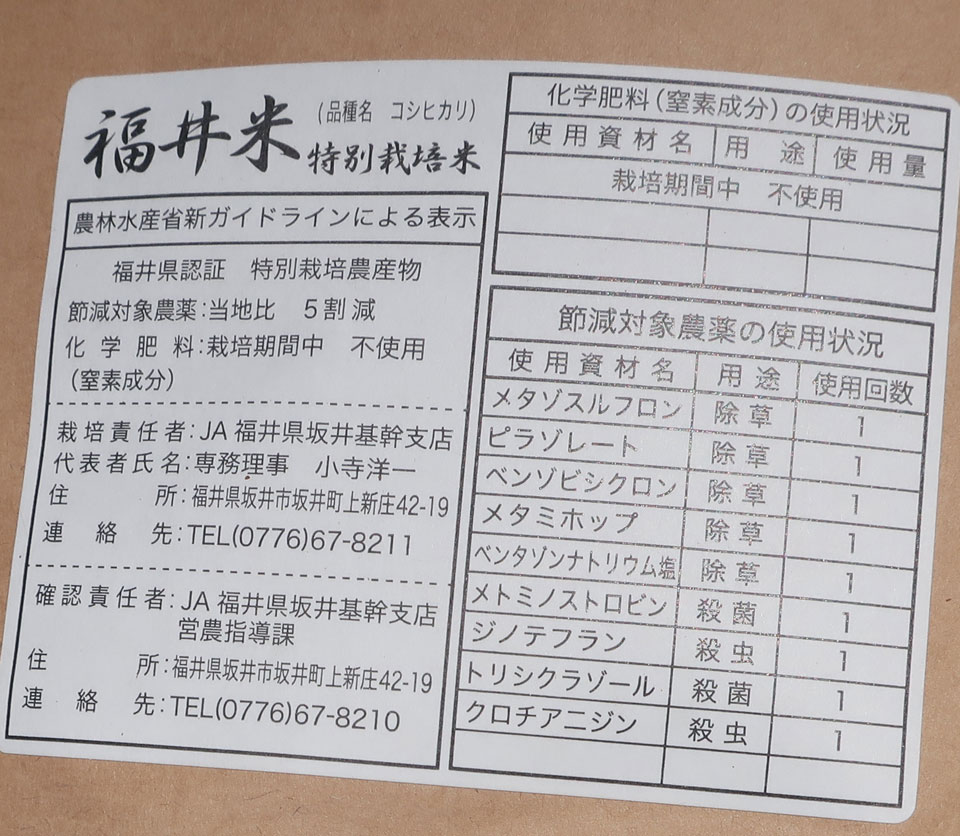 福井米
(品種名 コシヒカリ)
特別栽培米
農林水産省新ガイドラインによる表示
福井県認証 特別栽培農産物
節減対象農薬:当地比 5割減
化学肥料:栽培期間中 不使用
(窒素成分)
栽培責任者:JA福井県坂井基幹支店
代表者氏名:専務理事 小寺洋一
住所:福井県坂井市坂井町上新庄42-19
連絡先:TEL(0776)67-8211
確認責任者:JA福井県坂井基幹支店
営農指導課
住所:福井県坂井市坂井町上新庄42-19
連絡先:TEL(0776)67-8210
化学肥料(窒素成分)の使用状況
使用資材名 用途 使用量
栽培期間中 不使用
節減対象農薬の使用状況
使用資材名 用途 使用回数
メタゾスルフロン 除草 1
ピラゾレート 除草 1
ベンゾビシクロン 除草 1
メタミホップ 除草 1
ベンタゾンナトリウム塩 除草 1
メトミノストロビン 殺菌 1
ジノテフラン 殺虫 1
トリシクラゾール 殺菌 1
クロチアニジン 殺虫 1